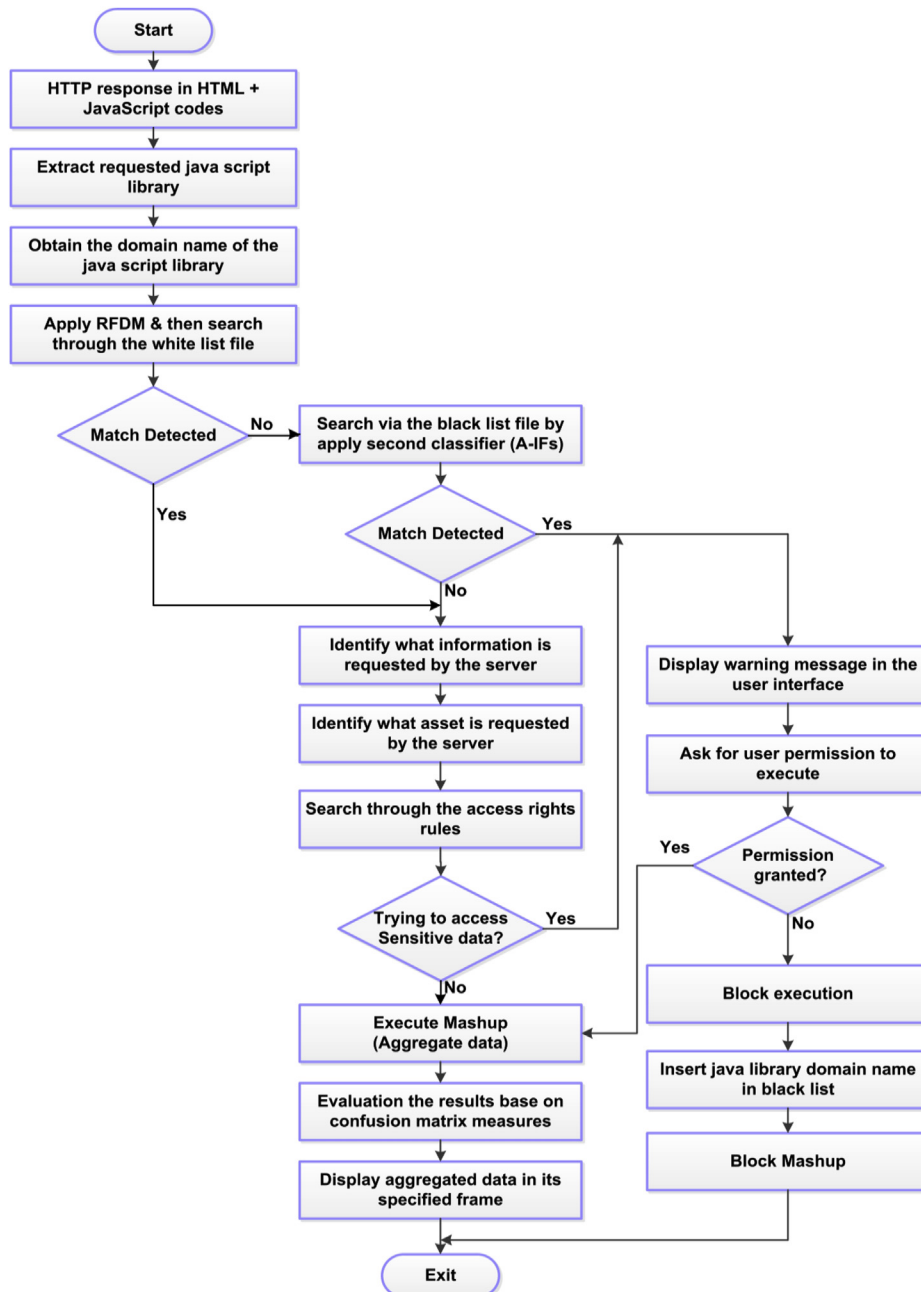 Start
HTTP response in HTML +
JavaScript codes
Extract requested java script
library
Obtain the domain name of the
java script library
Apply RFDM & then search
through the white list file
Match Detected
No
Yes
Search via the black list file by
apply second classifier (A-IFs)
Match Detected
Yes
No
Identify what information is
requested by the server
Identify what asset is requested
by the server
Search through the access rights
rules
Trying to access
Sensitive data?
Yes
No
Execute Mashup
(Aggregate data)
Evaluation the results base on
confusion matrix measures
Display aggregated data in its
specified frame
Display warning message in the
user interface
Ask for user permission to
execute
Permission
granted?
Yes
No
Block execution
Insert java library domain name
in black list
Block Mashup
Exit